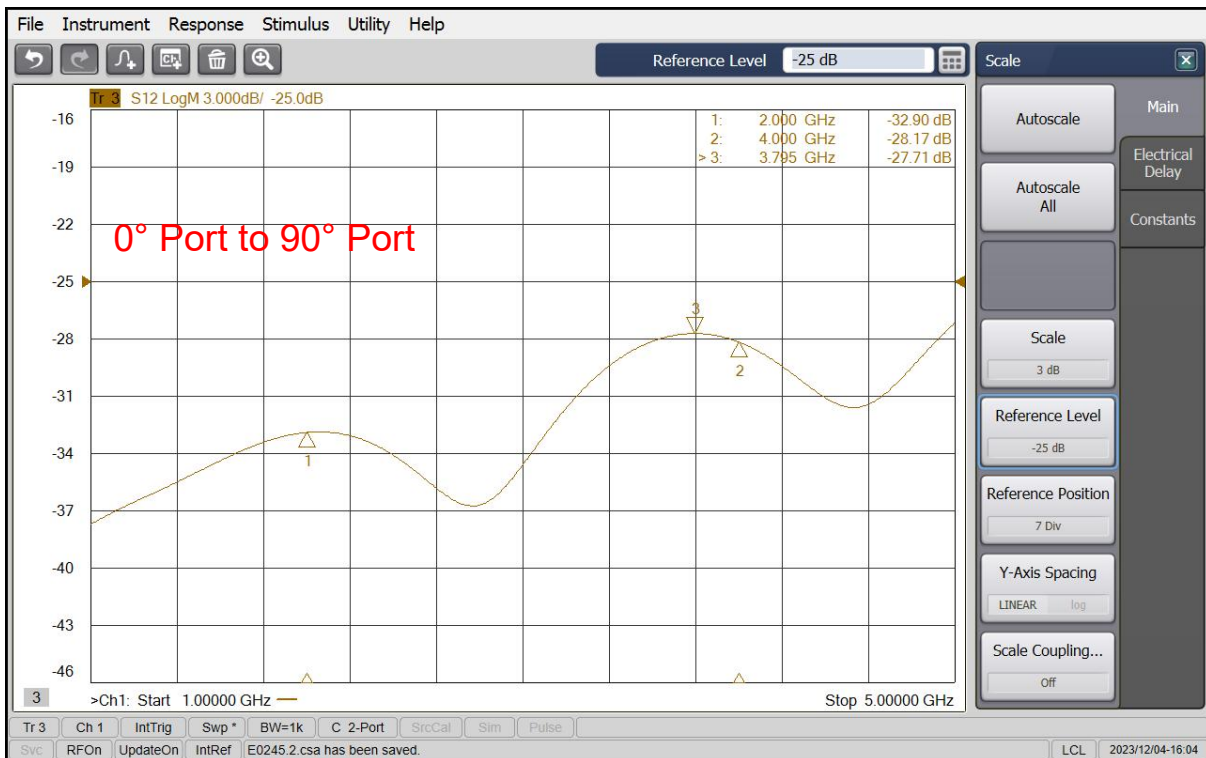 File Instrument Response Stimulus Utility Help
Reference Level -25 dB
Scale
Tr 3 S12 LogM 3.000dB/ -25.0dB
1: 2.000 GHz -32.90 dB
2: 4.000 GHz -28.17 dB
> 3: 3.795 GHz -27.71 dB
0° Port to 90° Port
-16
-19
-22
-25
-28
-31
-34
-37
-40
-43
-46
3
2
1
3
>Ch1: Start 1.00000 GHz
Stop 5.00000 GHz
Autoscale
Autoscale
All
Scale
3 dB
Reference Level
-25 dB
Reference Position
7 Div
Y-Axis Spacing
LINEAR log
Scale Coupling...
Off
Main
Electrical
Delay
Constants
Tr 3 Ch 1 IntTrig Swp * BW=1k C 2-Port SrcCal Sim Pulse
Svc RFOn UpdateOn IntRef E0245.2.csa has been saved. LCL 2023/12/04-16:04